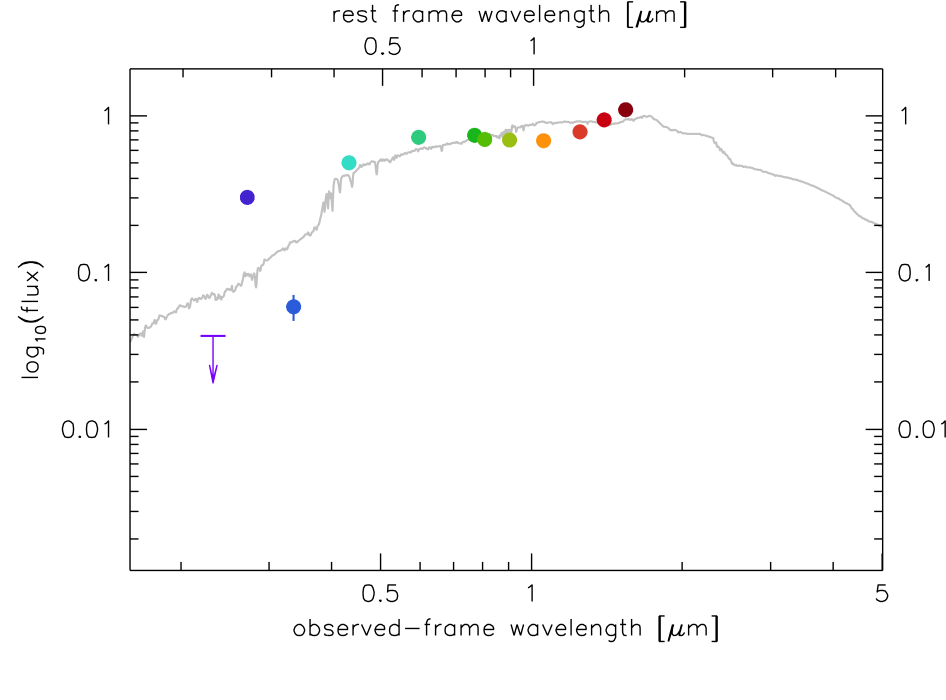 rest frame wavelength [μm]
0.5 1
1 1
0.1 0.1
0.01 0.01
log₁₀(flux)
0.5 1 5
observed-frame wavelength [μm]